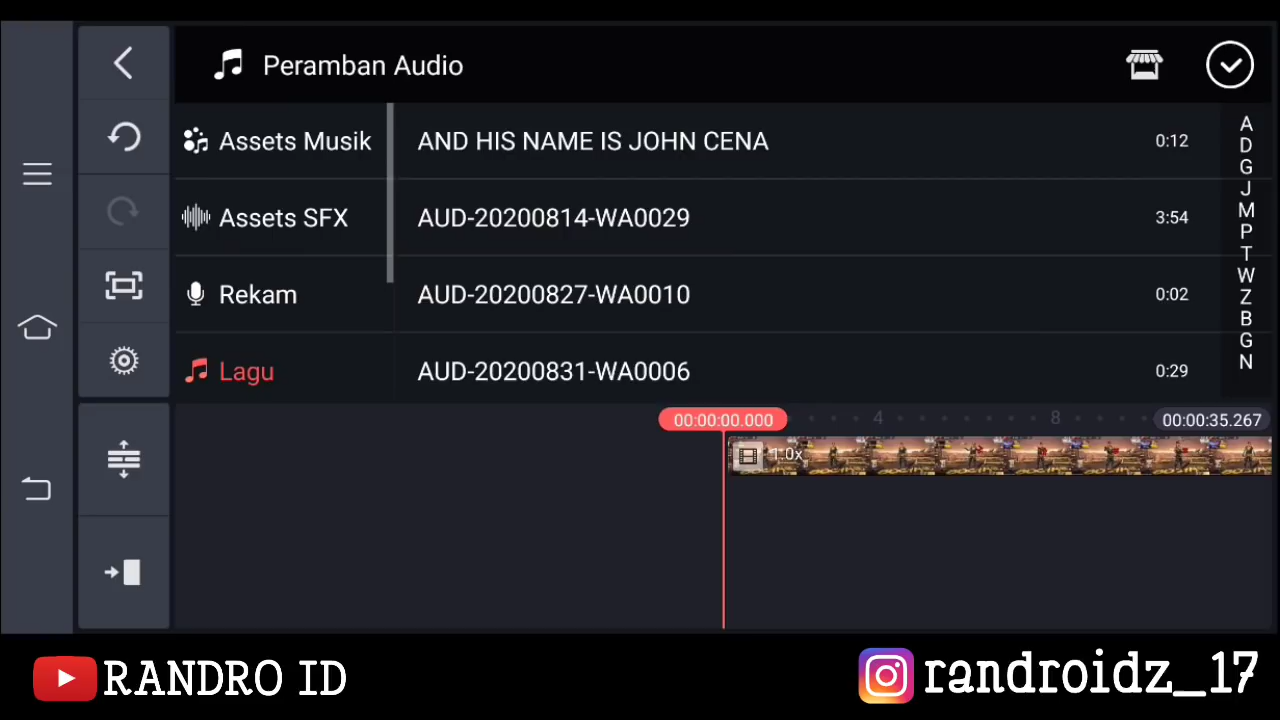 Peramban Audio
Assets Musik
AND HIS NAME IS JOHN CENA
0:12
Assets SFX
AUD-20200814-WA0029
3:54
Rekam
AUD-20200827-WA0010
0:02
Lagu
AUD-20200831-WA0006
0:29
A
D
G
J
M
P
T
W
Z
B
G
N
00:00:00.000
4
8
00:00:35.267
1.0x
RANDRO ID
randroidz_17